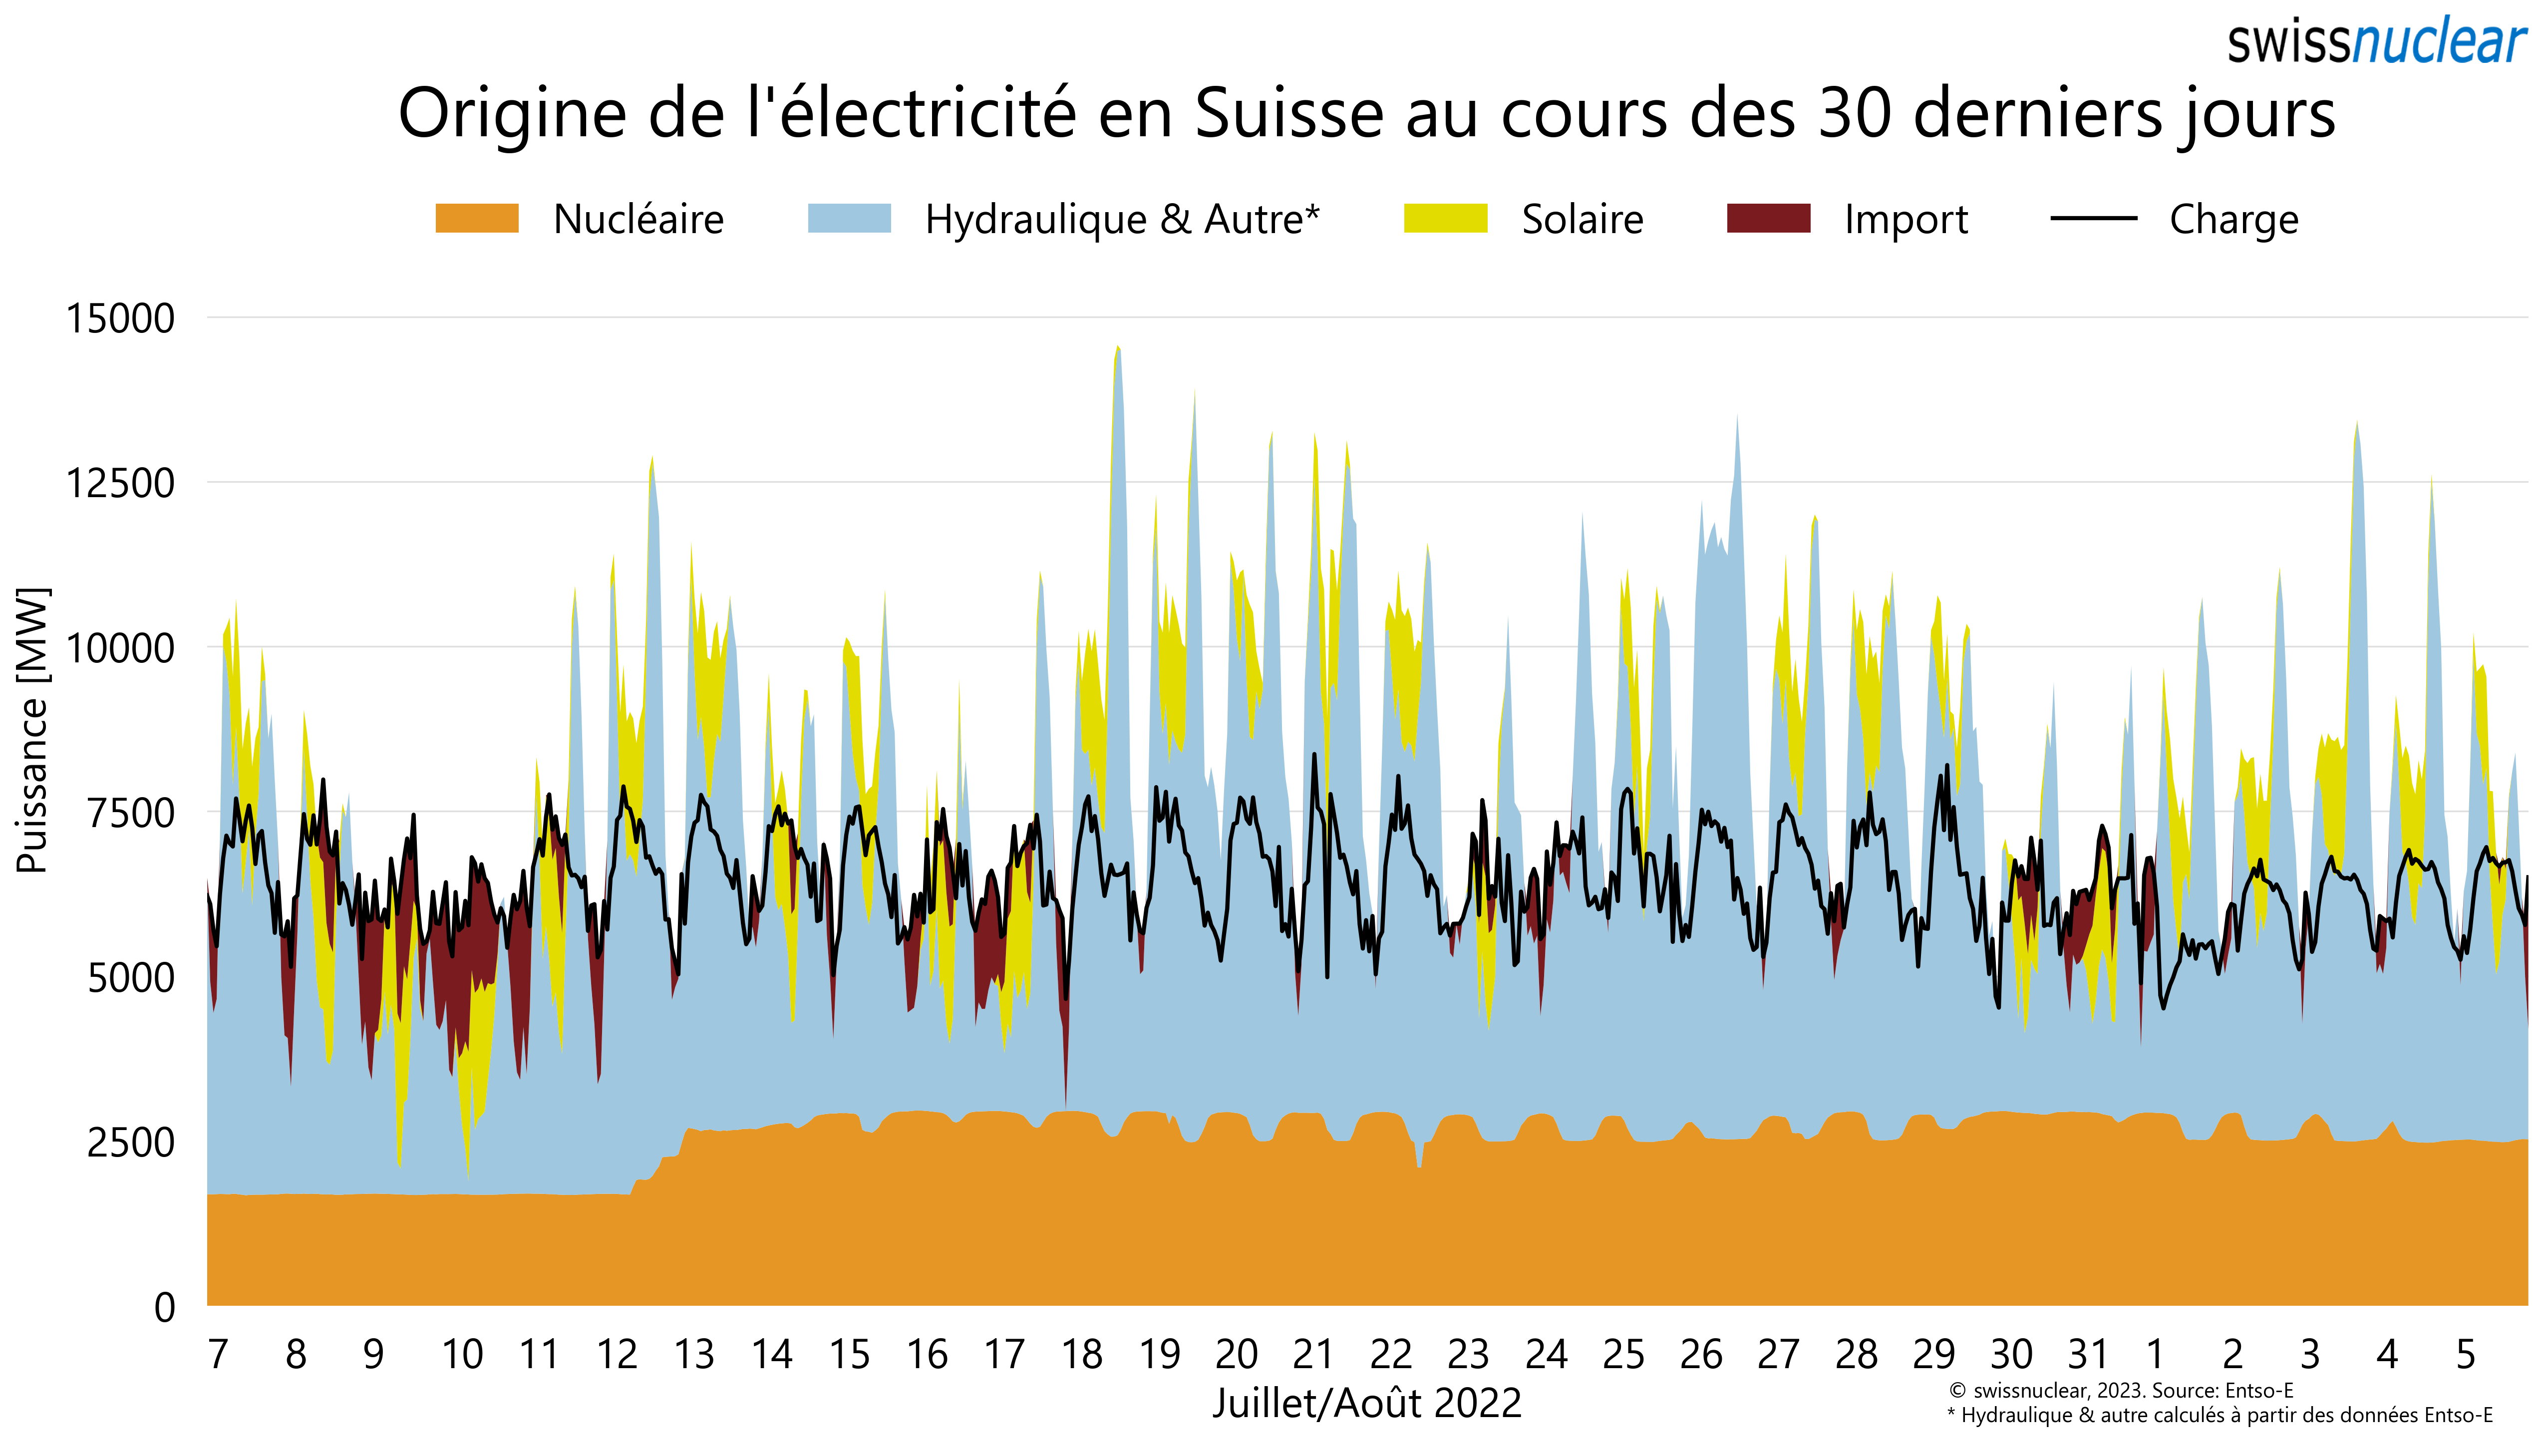 swissnuclear
Origine de l'électricité en Suisse au cours des 30 derniers jours
Nucléaire Hydraulique & Autre* Solaire Import Charge
15000
12500
10000
7500
5000
2500
0
Puissance [MW]
7 8 9 10 11 12 13 14 15 16 17 18 19 20 21 22 23 24 25 26 27 28 29 30 31 1 2 3 4 5
Juillet/Août 2022
© swissnuclear, 2023. Source: Entso-E
* Hydraulique & autre calculés à partir des données Entso-E